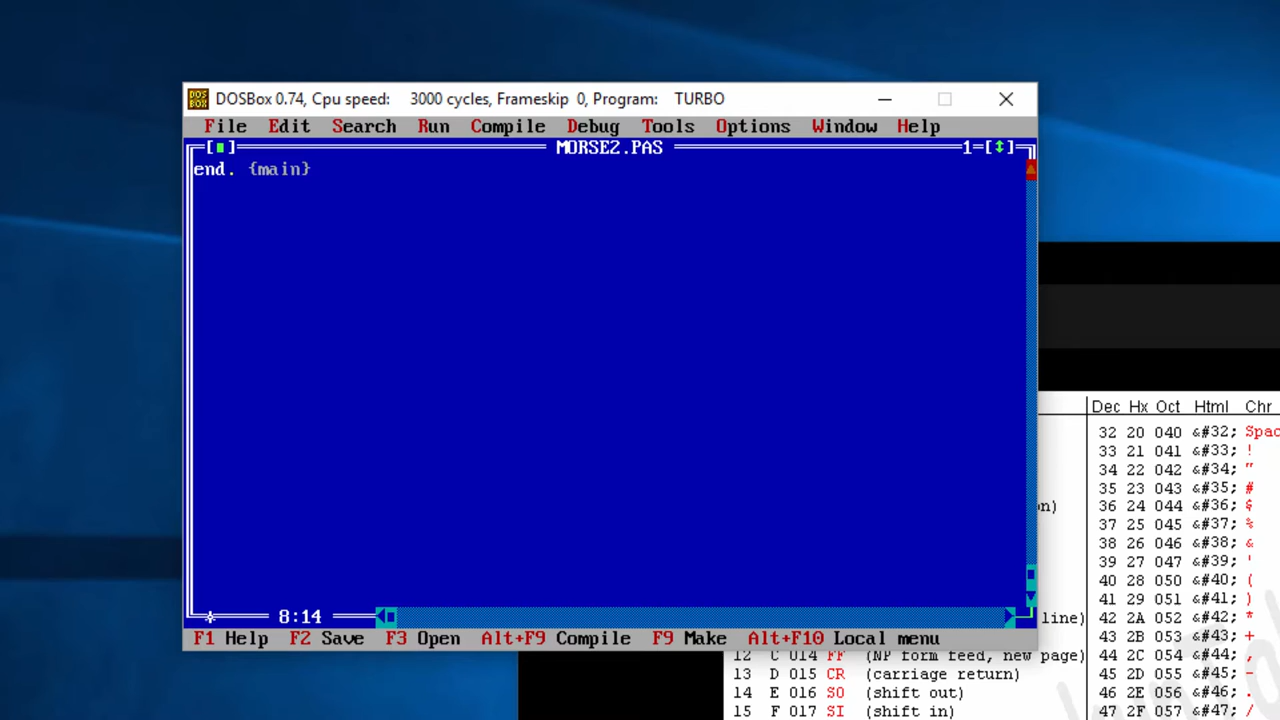 DOSBox 0.74, Cpu speed: 3000 cycles, Frameskip 0, Program: TURBO
File Edit Search Run Compile Debug Tools Options Window Help
[■] MORSE2.PAS 1=[↕]
end. {main}
8:14
F1 Help F2 Save F3 Open Alt+F9 Compile F9 Make Alt+F10 Local menu
Dec Hx Oct Html Chr
32 20 040 &#32; Spac
33 21 041 &#33; !
34 22 042 &#34; "
35 23 043 &#35; #
on) 36 24 044 &#36; $
37 25 045 &#37; %
38 26 046 &#38; &
39 27 047 &#39; '
40 28 050 &#40; (
41 29 051 &#41; )
line) 42 2A 052 &#42; *
43 2B 053 &#43; +
12 C 014 FF (NP form feed, new page) 44 2C 054 &#44; ,
13 D 015 CR (carriage return) 45 2D 055 &#45; -
14 E 016 SO (shift out) 46 2E 056 &#46; .
15 F 017 SI (shift in) 47 2F 057 &#47; /